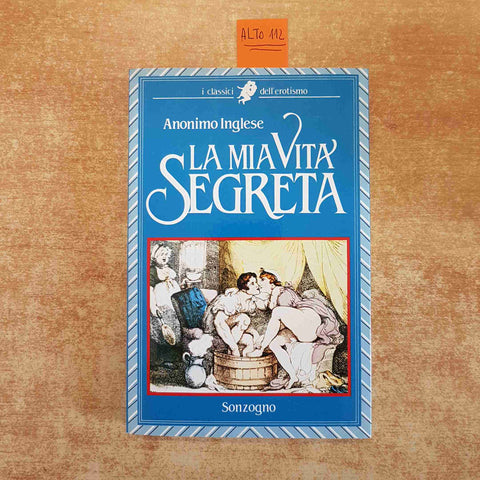 ALTO 112
i classici dell'erotismo
Anonimo Inglese
LA MIA VITA
SEGRETA
Sonzogno